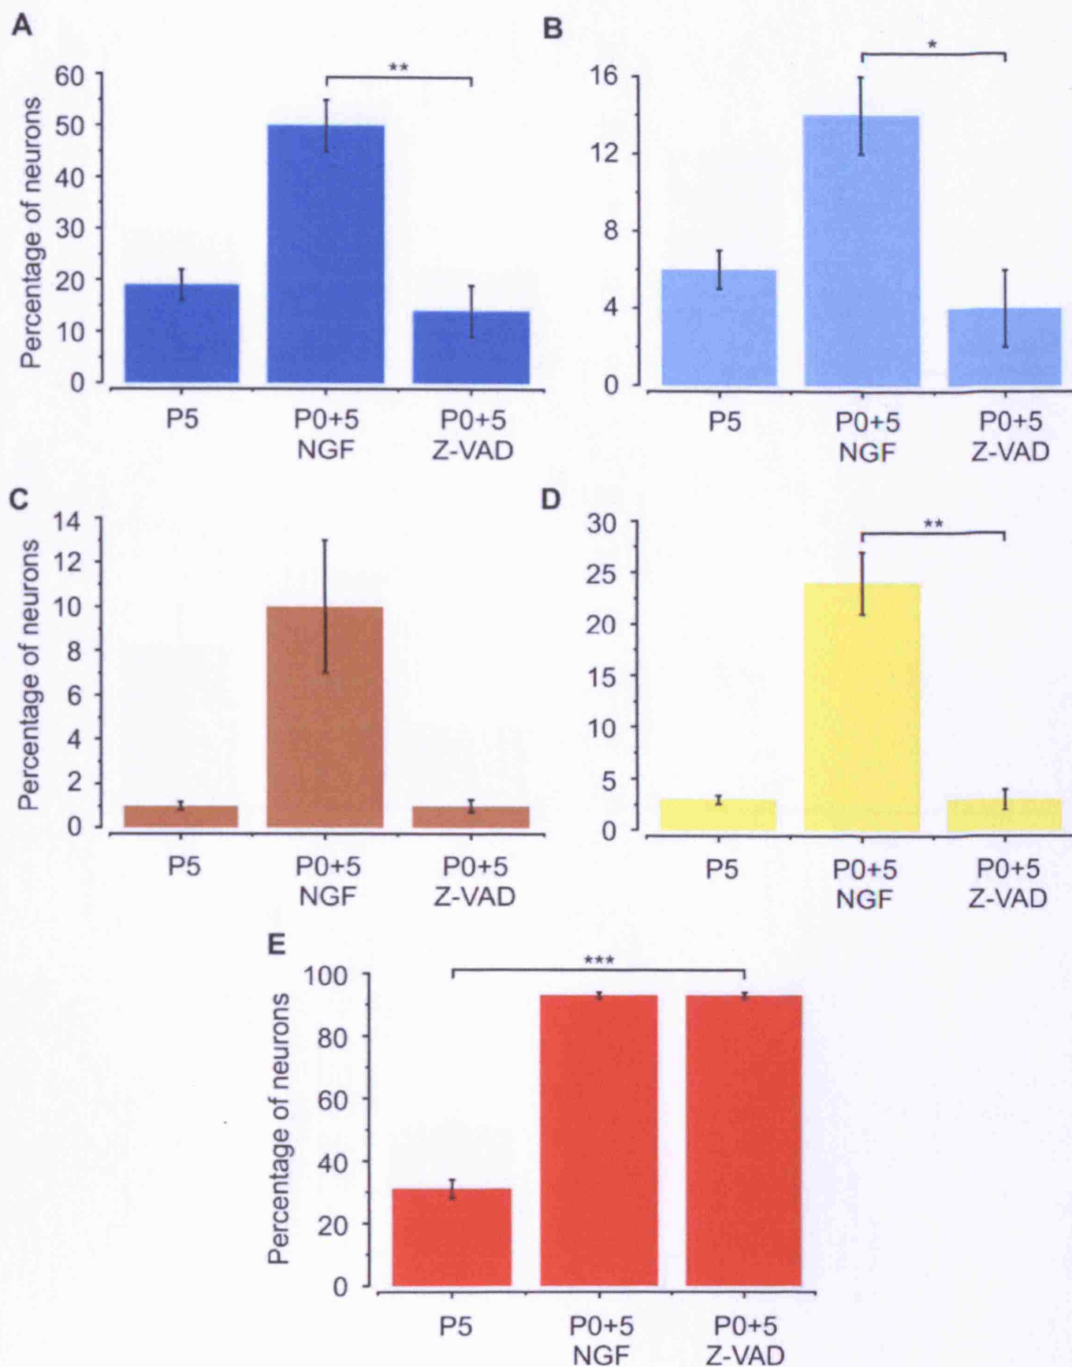 A
Percentage of neurons
60
50
40
30
20
10
0
**
P5
P0+5
NGF
P0+5
Z-VAD
B
16
12
8
4
0
*
P5
P0+5
NGF
P0+5
Z-VAD
C
Percentage of neurons
14
12
10
8
6
4
2
0
P5
P0+5
NGF
P0+5
Z-VAD
D
30
25
20
15
10
5
0
**
P5
P0+5
NGF
P0+5
Z-VAD
E
Percentage of neurons
100
80
60
40
20
0
***
P5
P0+5
NGF
P0+5
Z-VAD